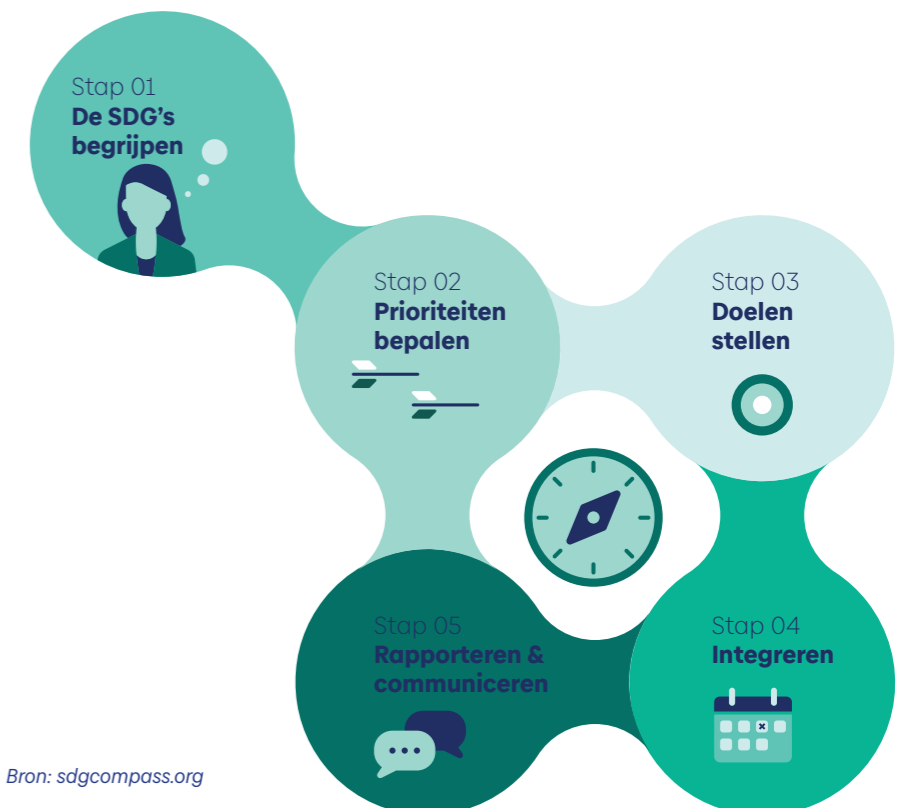 Stap 01
De SDG’s
begrijpen
Stap 02
Prioriteiten
bepalen
Stap 03
Doelen
stellen
Stap 04
Integreren
Stap 05
Rapporteren &
communiceren
Bron: sdgcompass.org